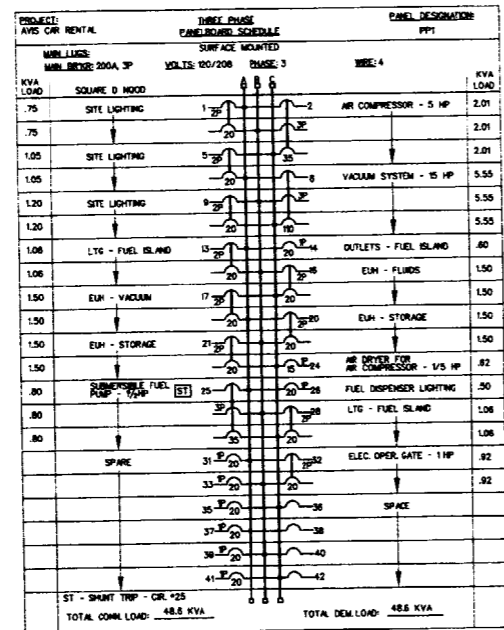 PROJECT: THREE PHASE PANEL DESIGNATION:
AVIS CAR RENTAL PANELBOARD SCHEDULE PP1
MAIN LUGS: SURFACE MOUNTED
MAIN BRKR: 200A, 3P VOLTS: 120/208 PHASE: 3 WIRE: 4
KVA LOAD SQUARE D NQOD A B C KVA LOAD
.75 SITE LIGHTING 1 2P 20 2 AIR COMPRESSOR - 5 HP 2.01
.75 3P 2.01
1.05 SITE LIGHTING 5 2P 20 35 2.01
1.05 8 VACUUM SYSTEM - 15 HP 5.55
1.20 SITE LIGHTING 9 2P 20 3P 5.55
1.20 110 5.55
1.06 LTG - FUEL ISLAND 13 2P 20 20 1P 14 OUTLETS - FUEL ISLAND .60
1.06 16 2P 20 EUH - FLUIDS 1.50
1.50 EUH - VACUUM 17 2P 20 1.50
1.50 20 2P 20 EUH - STORAGE 1.50
1.50 EUH - STORAGE 21 2P 20 1.50
1.50 15 1P 24 AIR DRYER FOR AIR COMPRESSOR - 1/5 HP .62
.80 SUBMERSIBLE FUEL PUMP - 1/2HP ST 25 3P 35 20 1P 26 FUEL DISPENSER LIGHTING .50
.80 28 2P 20 LTG - FUEL ISLAND 1.06
.80 1.06
SPARE 31 1P 20 32 2P 20 ELEC. OPER. GATE - 1 HP .92
33 1P 20 .92
35 1P 20 36 SPACE
37 1P 20 38
39 1P 20 40
41 1P 20 42
ST - SHUNT TRIP - CIR. #25
TOTAL CONN. LOAD: 48.6 KVA TOTAL DEM. LOAD: 48.6 KVA